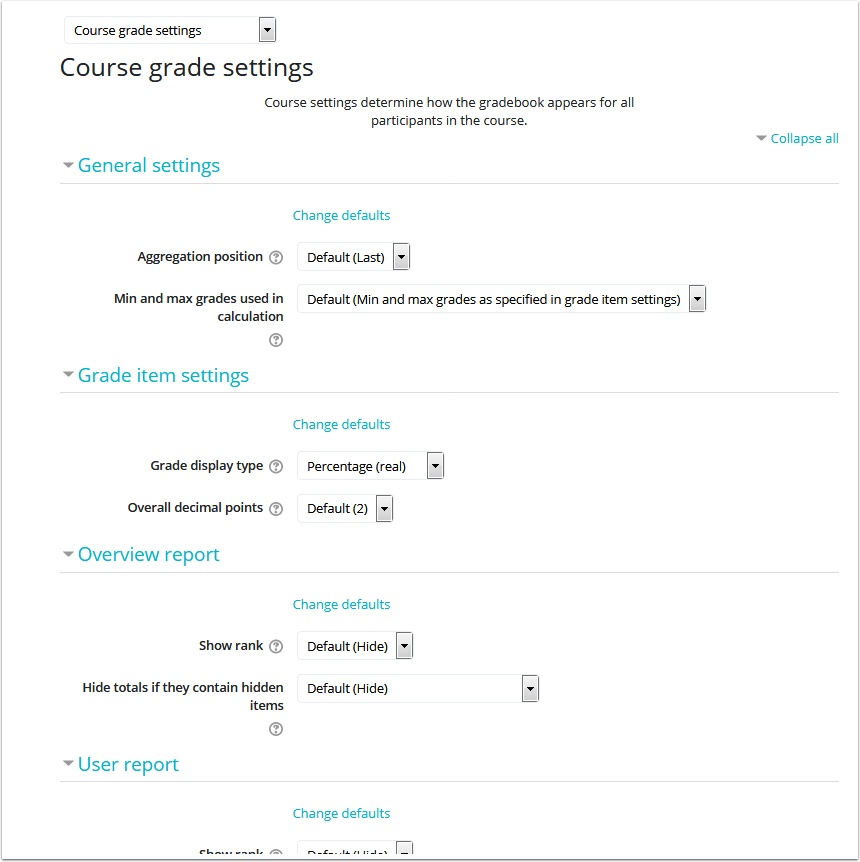 Course grade settings
Course grade settings
Course settings determine how the gradebook appears for all
participants in the course.
Collapse all
General settings
Change defaults
Aggregation position ? Default (Last)
Min and max grades used in
calculation
? Default (Min and max grades as specified in grade item settings)
Grade item settings
Change defaults
Grade display type ? Percentage (real)
Overall decimal points ? Default (2)
Overview report
Change defaults
Show rank ? Default (Hide)
Hide totals if they contain hidden
items
? Default (Hide)
User report
Change defaults
Show rank Default (Hide)